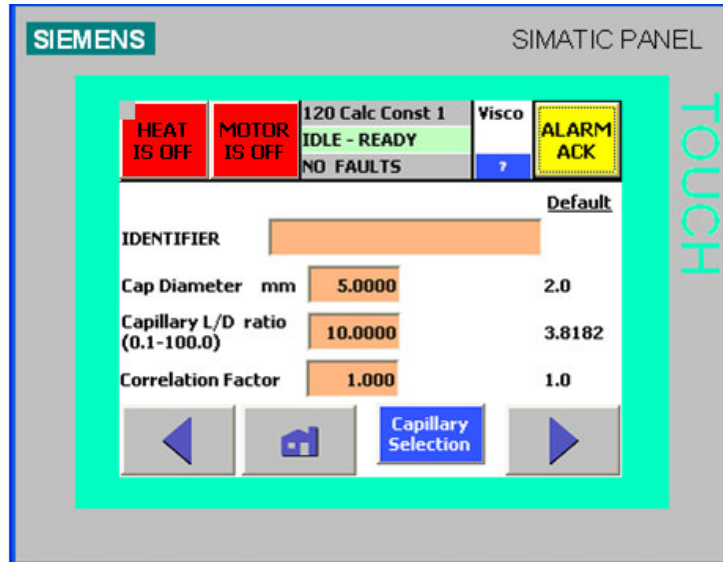 SIEMENS
SIMATIC PANEL
TOUCH
HEAT
IS OFF
MOTOR
IS OFF
120 Calc Const 1
IDLE - READY
NO FAULTS
Visco
?
ALARM
ACK
Default
IDENTIFIER
Cap Diameter mm 5.0000 2.0
Capillary L/D ratio
(0.1-100.0) 10.0000 3.8182
Correlation Factor 1.000 1.0
Capillary
Selection